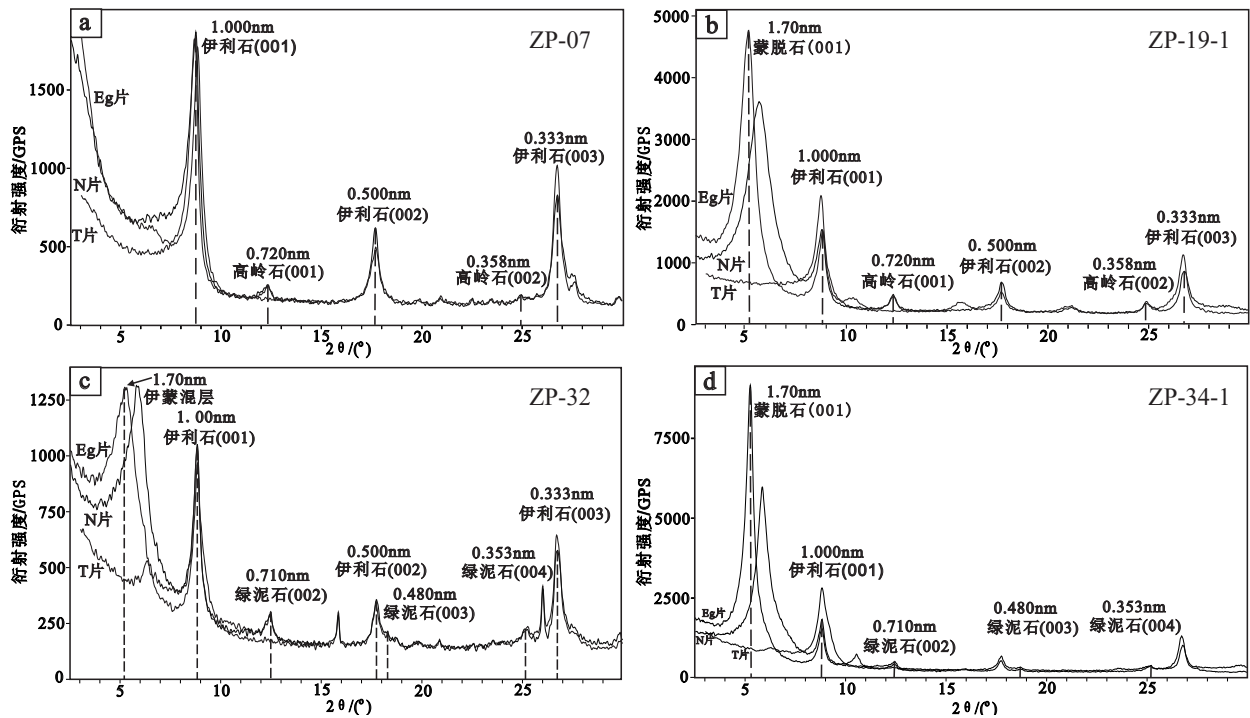 a
ZP-07
衍射强度/GPS
1500
1000
500
0
Eg片
N片
T片
1.000nm
伊利石(001)
0.720nm
高岭石(001)
0.500nm
伊利石(002)
0.358nm
高岭石(002)
0.333nm
伊利石(003)
5
10
15
20
25
2θ/(°)
b
ZP-19-1
衍射强度/GPS
5000
4000
3000
2000
1000
0
Eg片
N片
T片
1.70nm
蒙脱石(001)
1.000nm
伊利石(001)
0.720nm
高岭石(001)
0. 500nm
伊利石(002)
0.358nm
高岭石(002)
0.333nm
伊利石(003)
5
10
15
20
25
2θ/(°)
c
ZP-32
衍射强度/GPS
1250
1000
750
500
250
0
Eg片
N片
T片
1.70nm
伊蒙混层
1. 00nm
伊利石(001)
0.710nm
绿泥石(002)
0.500nm
伊利石(002)
0.480nm
绿泥石(003)
0.353nm
绿泥石(004)
0.333nm
伊利石(003)
5
10
15
20
25
2θ/(°)
d
ZP-34-1
衍射强度/GPS
7500
5000
2500
0
Eg片
N片
T片
1.70nm
蒙脱石(001)
1.000nm
伊利石(001)
0.710nm
绿泥石(002)
0.480nm
绿泥石(003)
0.353nm
绿泥石(004)
5
10
15
20
25
2θ/(°)